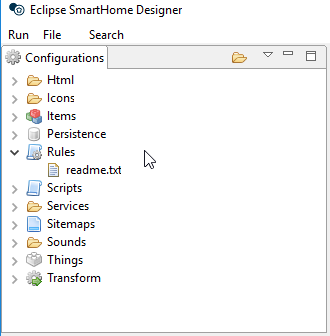 Eclipse SmartHome Designer
Run File Search
Configurations
Html
Icons
Items
Persistence
Rules
readme.txt
Scripts
Services
Sitemaps
Sounds
Things
Transform